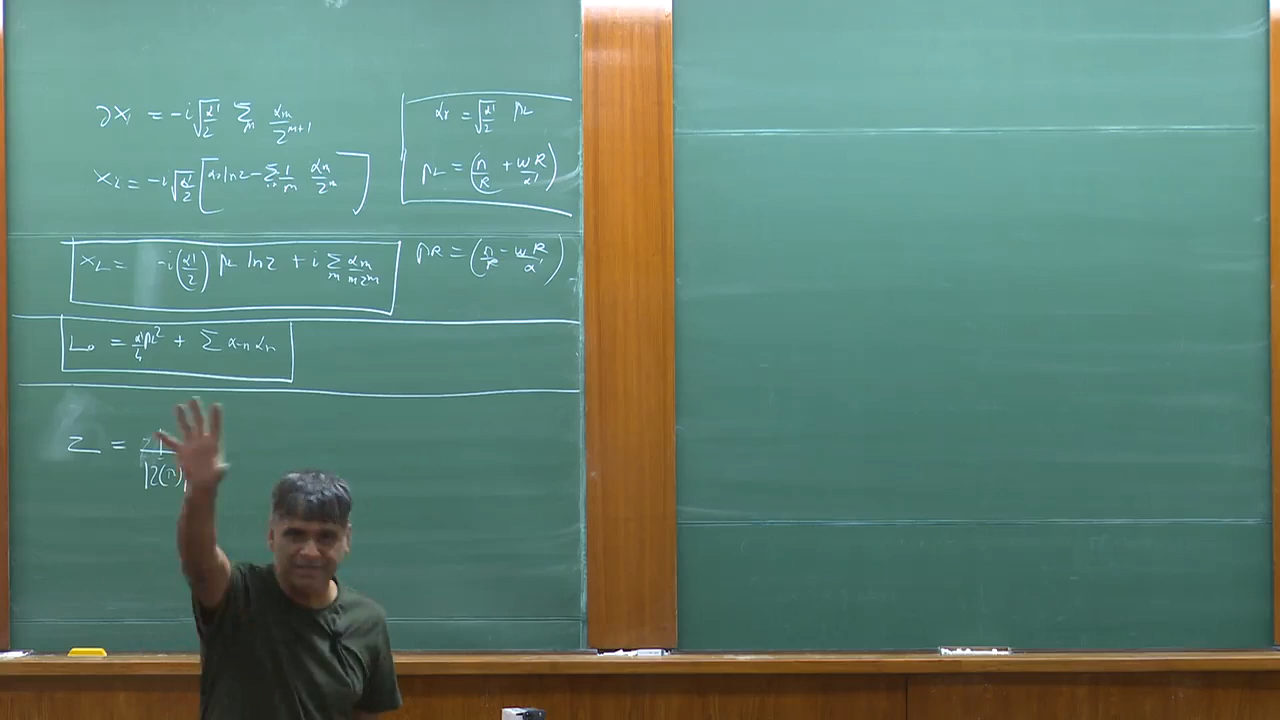 ∂X_L = -i √(α'/2) Σ_m α_m / z^{m+1}
X_L = -i √(α'/2) [ α_0 ln z - Σ 1/m α_m / z^m ]
α_0 = √(α'/2) p_L
p_L = ( n/R + wR/α' )
X_L = -i (α'/2) p_L ln z + i Σ_m α_m / m z^m
p_R = ( n/R - wR/α' )
L_0 = α'/4 p_L^2 + Σ α_{-n} α_n
Z =